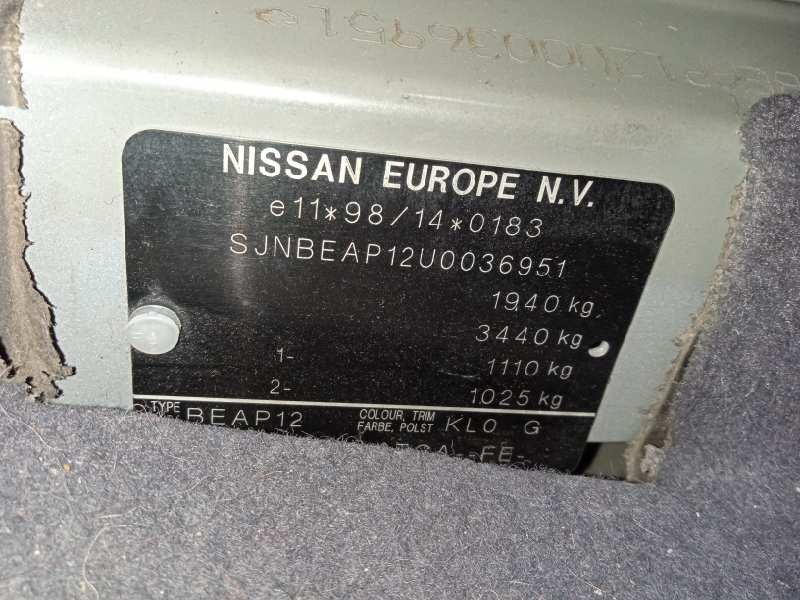 NISSAN EUROPE N.V.
e11*98/14*0183
SJNBEAP12U0036951
1940 kg
3440 kg
1- 1110 kg
2- 1025 kg
TYPE BEAP12 COLOUR, TRIM KL0 G
FARBE, POLST
FE-